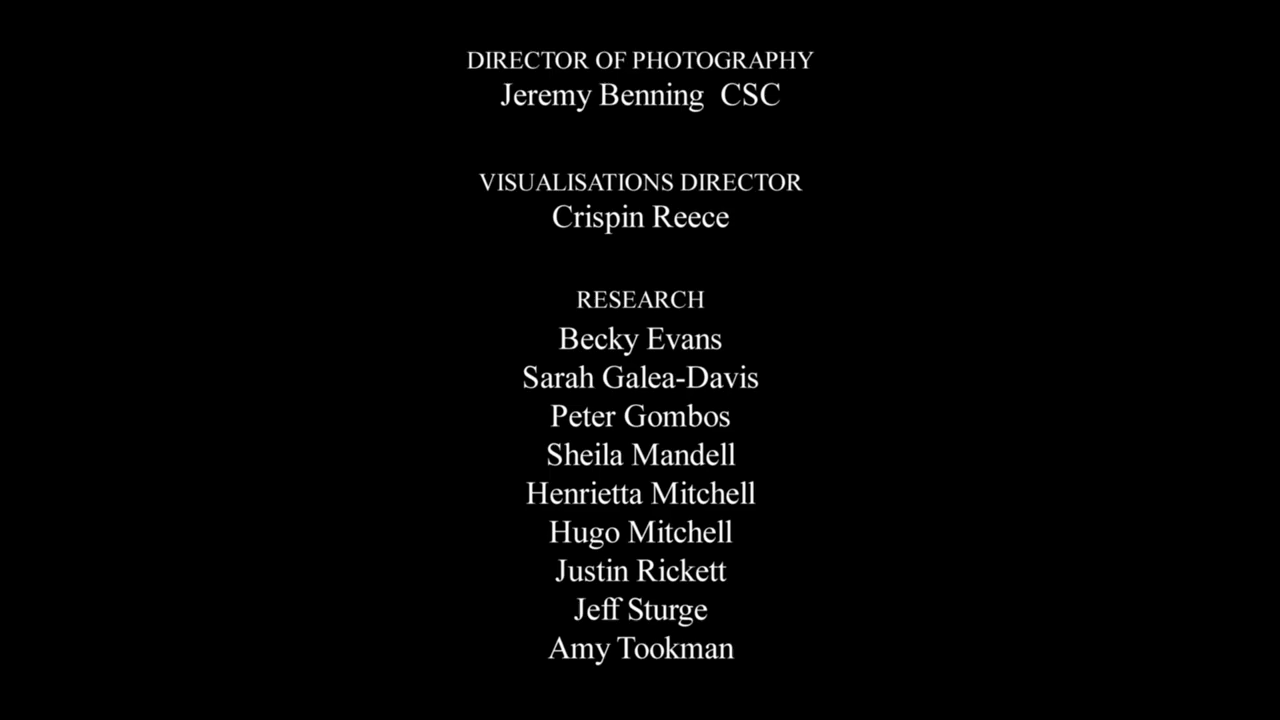 DIRECTOR OF PHOTOGRAPHY
Jeremy Benning CSC
VISUALISATIONS DIRECTOR
Crispin Reece
RESEARCH
Becky Evans
Sarah Galea-Davis
Peter Gombos
Sheila Mandell
Henrietta Mitchell
Hugo Mitchell
Justin Rickett
Jeff Sturge
Amy Tookman